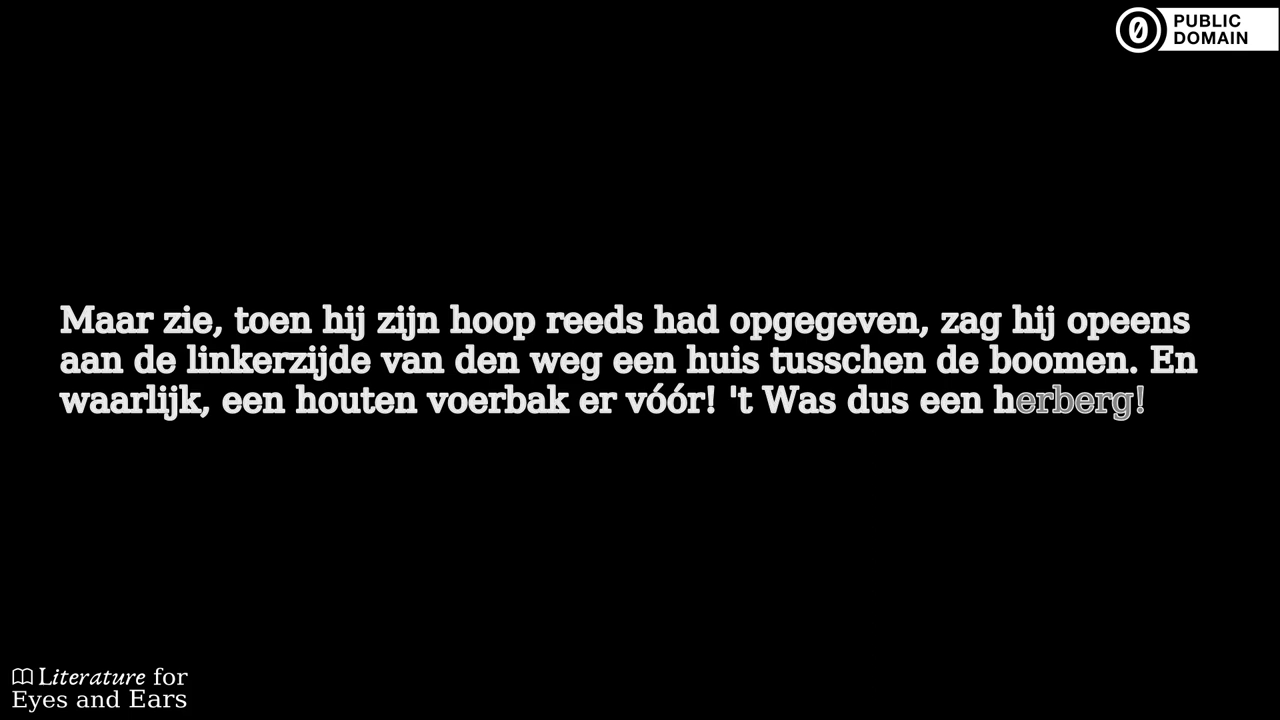 PUBLIC
DOMAIN
Maar zie, toen hij zijn hoop reeds had opgegeven, zag hij opeens
aan de linkerzijde van den weg een huis tusschen de boomen. En
waarlijk, een houten voerbak er vóór! 't Was dus een herberg!
Literature for
Eyes and Ears